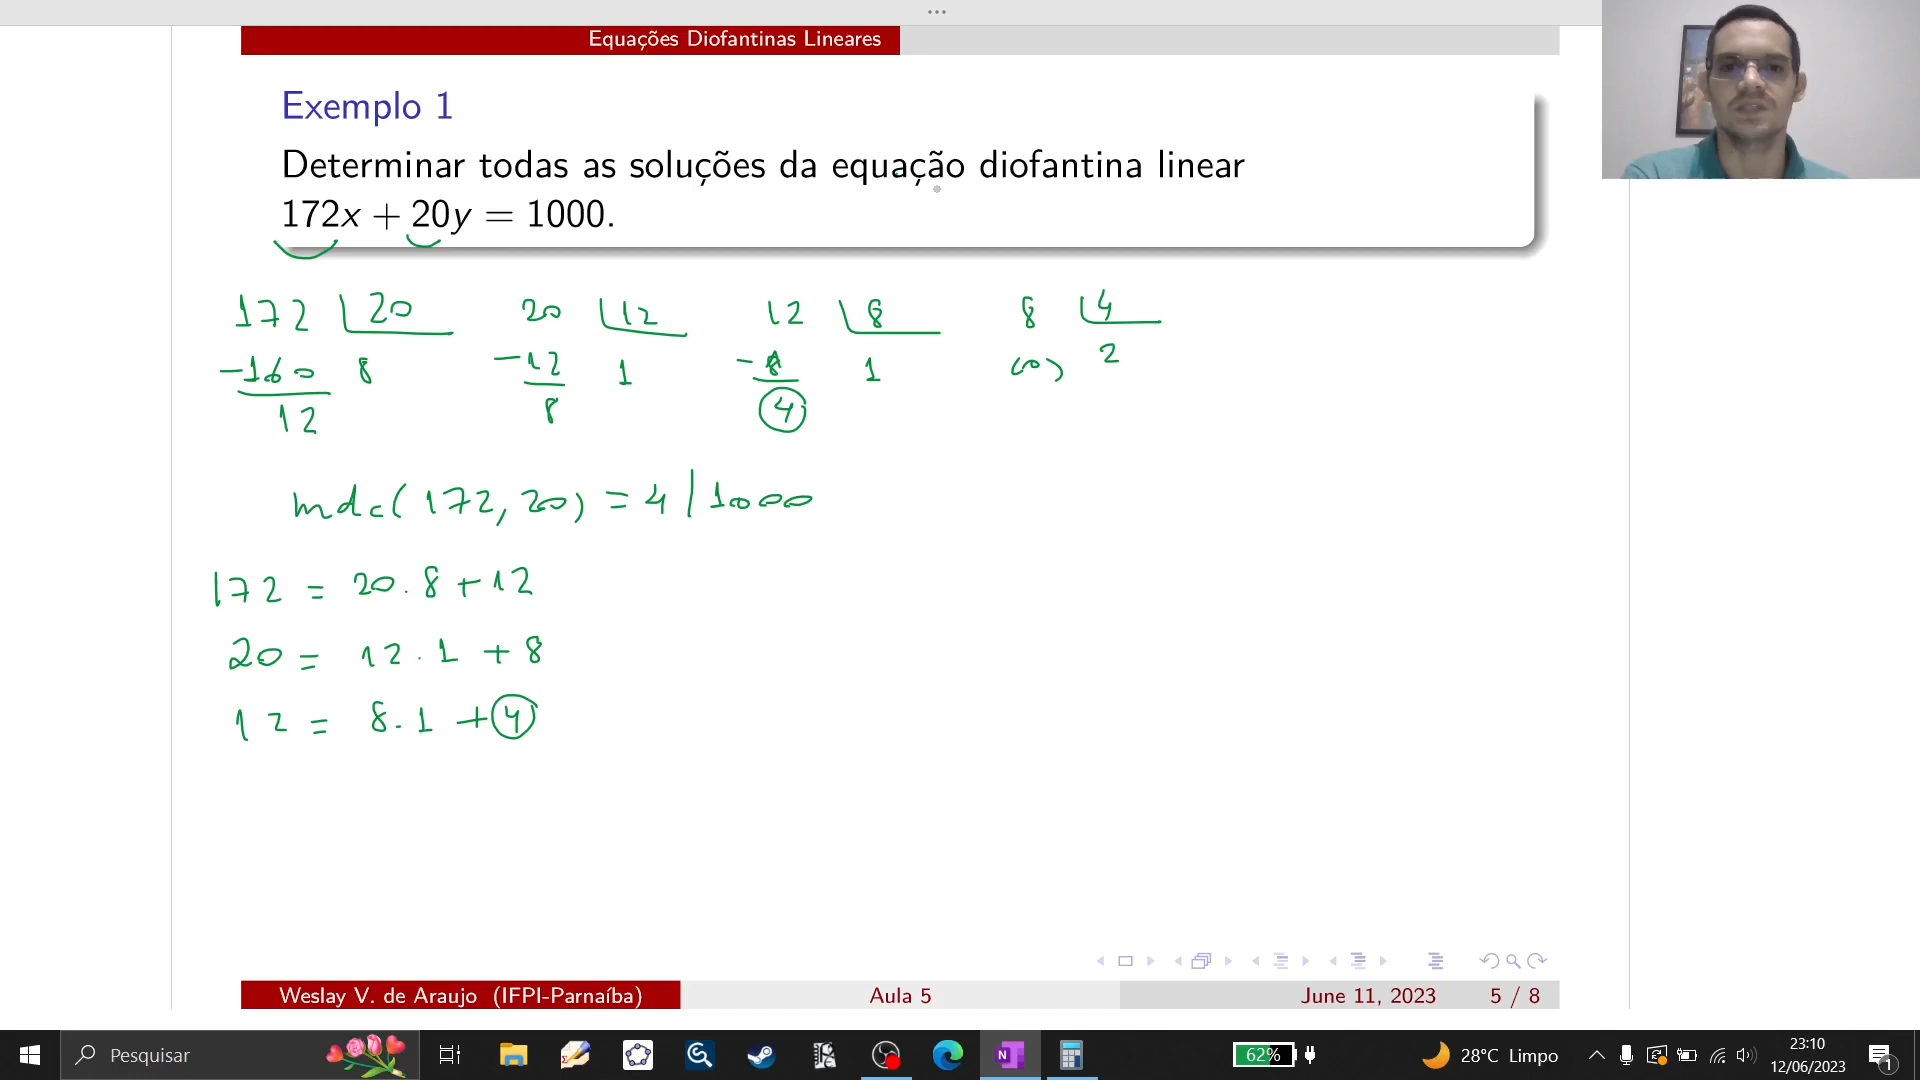 Equações Diofantinas Lineares
Exemplo 1
Determinar todas as soluções da equação diofantina linear
172x + 20y = 1000.
172 20 20 12 12 8 8 4
-160 8 -12 1 -8 1 (0) 2
12 8 4
mdc(172, 20) = 4 | 1000
172 = 20.8 + 12
20 = 12.1 + 8
12 = 8.1 + 4
Weslay V. de Araujo (IFPI-Parnaíba) Aula 5 June 11, 2023 5 / 8
Pesquisar 62% 28°C Limpo 23:10
12/06/2023 1